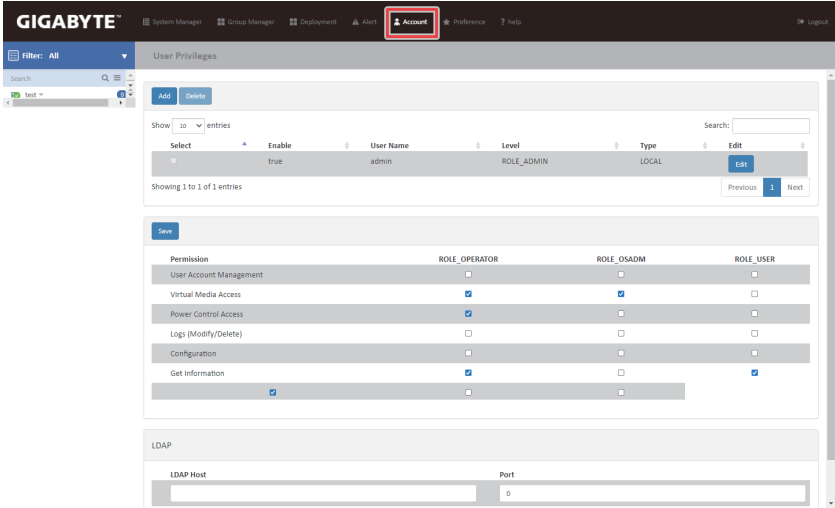 GIGABYTE™ System Manager Group Manager Deployment Alert Account Preference ? help Logout
Filter: All
User Privileges
Search
test 0
Add Delete
Show 10 entries Search:
Select Enable User Name Level Type Edit
true admin ROLE_ADMIN LOCAL Edit
Showing 1 to 1 of 1 entries Previous 1 Next
Save
Permission ROLE_OPERATOR ROLE_OSADM ROLE_USER
User Account Management
Virtual Media Access
Power Control Access
Logs (Modify/Delete)
Configuration
Get Information
LDAP
LDAP Host Port
0